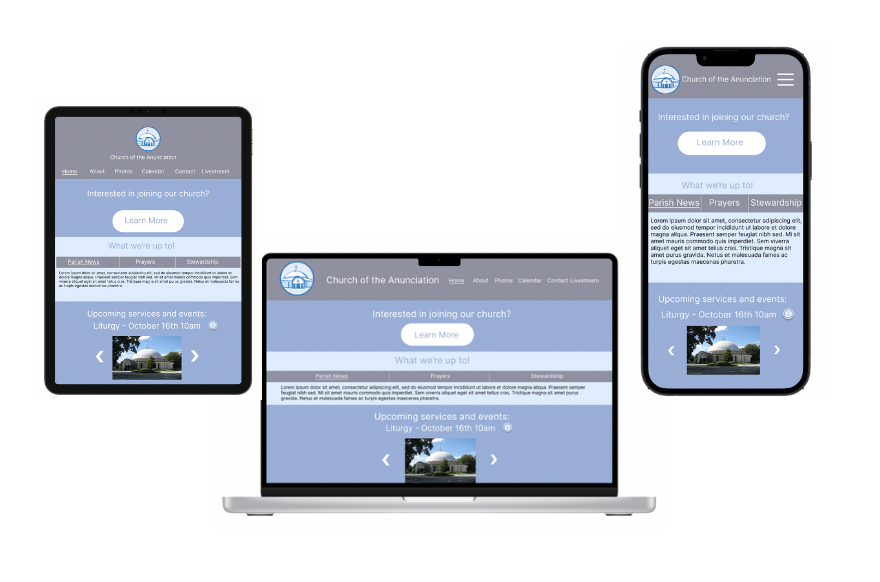 Church of the Anunciation
Home About Photos Calendar Contact Livestream
Interested in joining our church?
Learn More
What we're up to!
Parish News Prayers Stewardship
Lorem ipsum dolor sit amet, consectetur adipiscing elit, sed do eiusmod tempor incididunt ut labore et
dolore magna aliqua. Praesent semper feugiat nibh sed. Mi sit amet mauris commodo quis imperdiet. Sem
viverra aliquet eget sit amet tellus cras. Tristique magna sit amet purus gravida. Netus et malesuada fames
ac turpis egestas maecenas pharetra.
Upcoming services and events:
Liturgy - October 16th 10am
Church of the Anunciation Home About Photos Calendar Contact Livestream
Interested in joining our church?
Learn More
What we're up to!
Parish News Prayers Stewardship
Lorem ipsum dolor sit amet, consectetur adipiscing elit, sed do eiusmod tempor incididunt ut labore et dolore magna aliqua. Praesent semper
feugiat nibh sed. Mi sit amet mauris commodo quis imperdiet. Sem viverra aliquet eget sit amet tellus cras. Tristique magna sit amet purus
gravida. Netus et malesuada fames ac turpis egestas maecenas pharetra.
Upcoming services and events:
Liturgy - October 16th 10am
Church of the Anunciation
Interested in joining our church?
Learn More
What we're up to!
Parish News Prayers Stewardship
Lorem ipsum dolor sit amet, consectetur adipiscing elit,
sed do eiusmod tempor incididunt ut labore et dolore
magna aliqua. Praesent semper feugiat nibh sed. Mi sit
amet mauris commodo quis imperdiet. Sem viverra
aliquet eget sit amet tellus cras. Tristique magna sit
amet purus gravida. Netus et malesuada fames ac
turpis egestas maecenas pharetra.
Upcoming services and events:
Liturgy - October 16th 10am